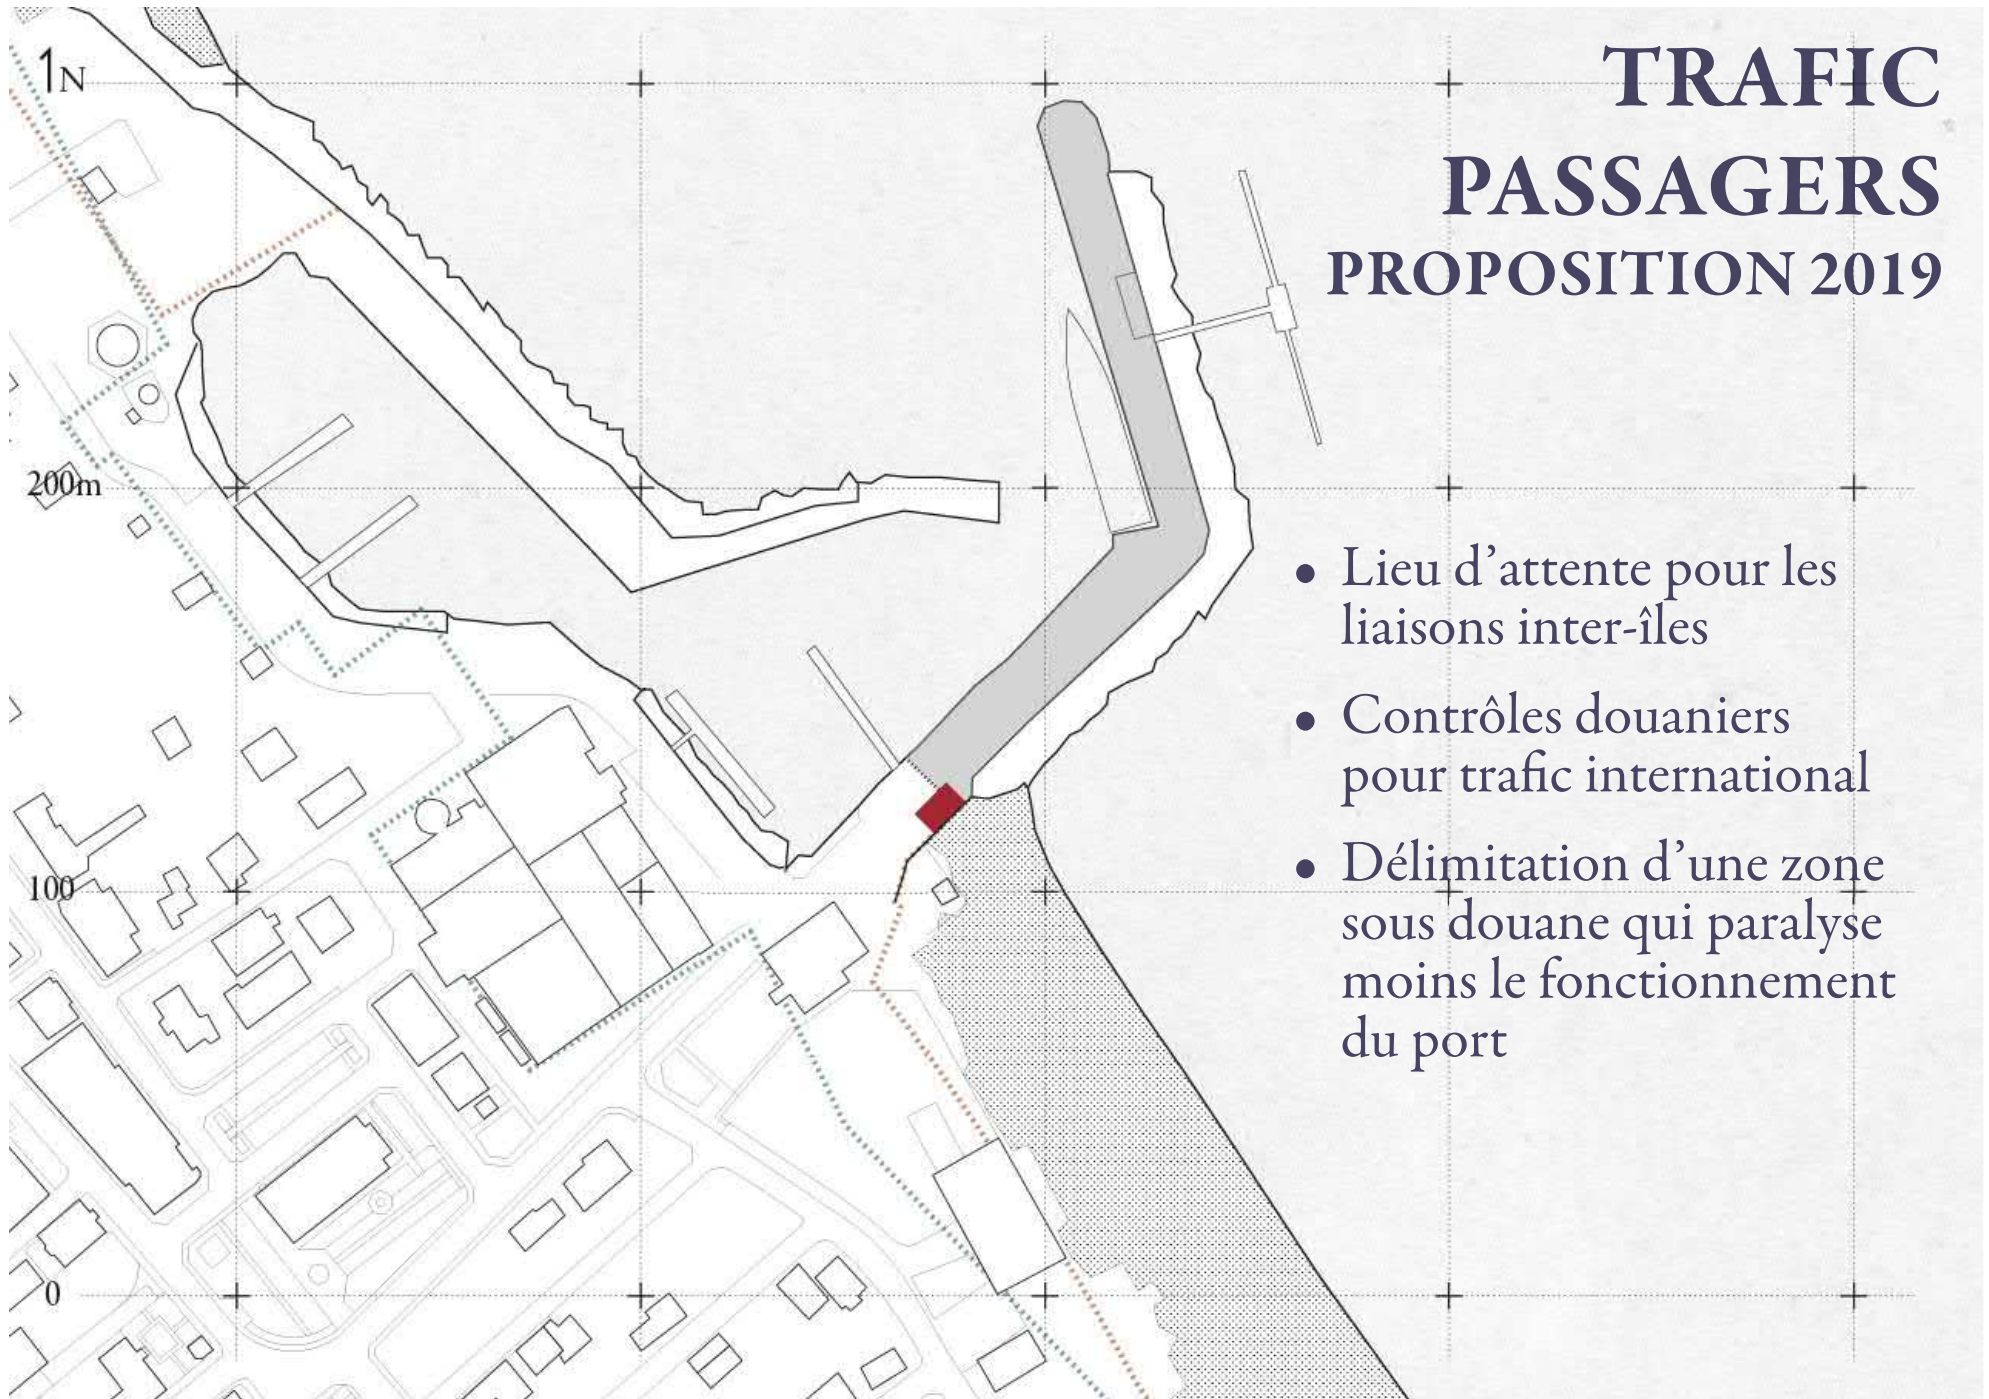 TRAFIC
PASSAGERS
PROPOSITION 2019
1N
200m
100
0
• Lieu d’attente pour les
liaisons inter-îles
• Contrôles douaniers
pour trafic international
• Délimitation d’une zone
sous douane qui paralyse
moins le fonctionnement
du port